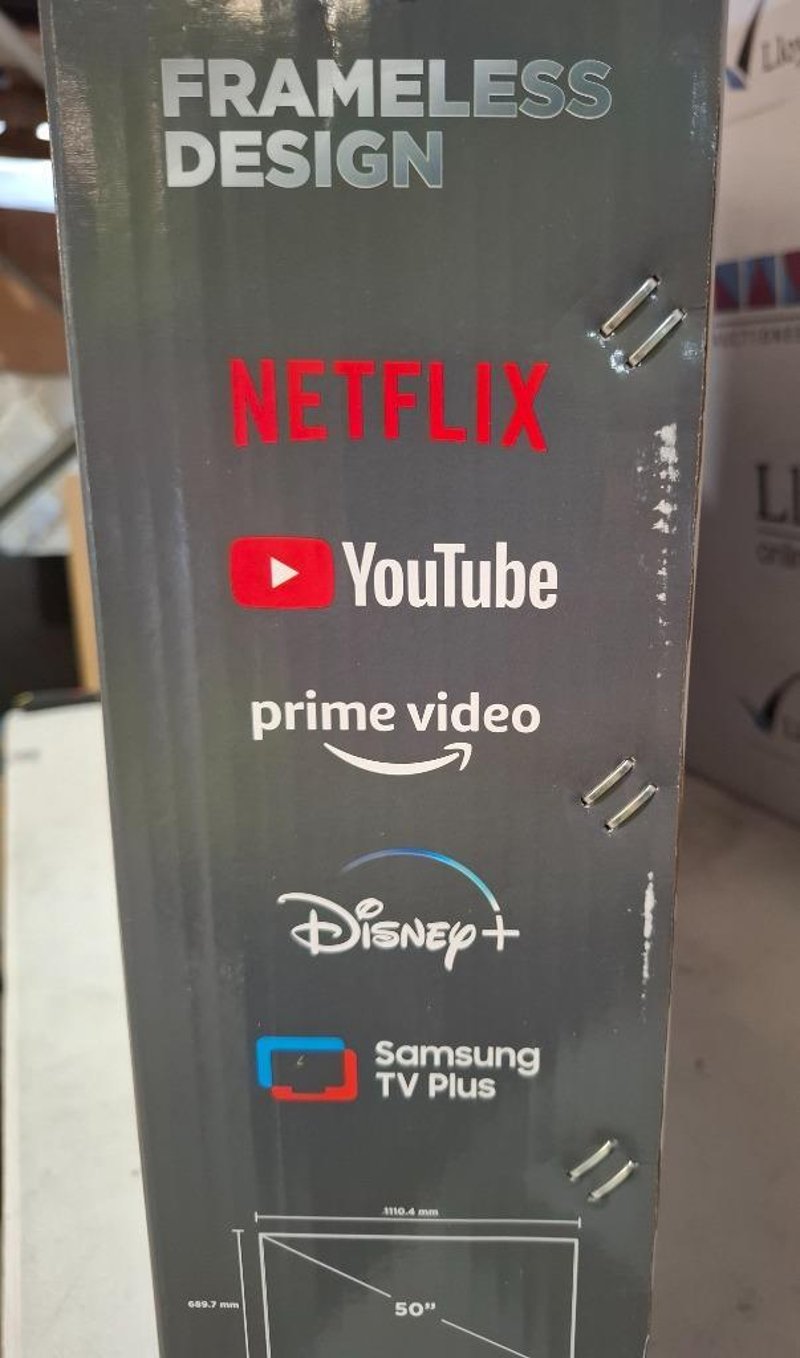 FRAMELESS
DESIGN
NETFLIX
YouTube
prime video
Disney+
Samsung
TV Plus
1110.4 mm
689.7 mm
50”